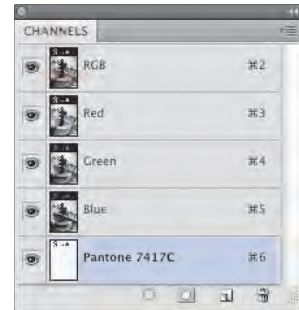 CHANNELS
RGB ⌘2
Red ⌘3
Green ⌘4
Blue ⌘5
Pantone 7417C ⌘6